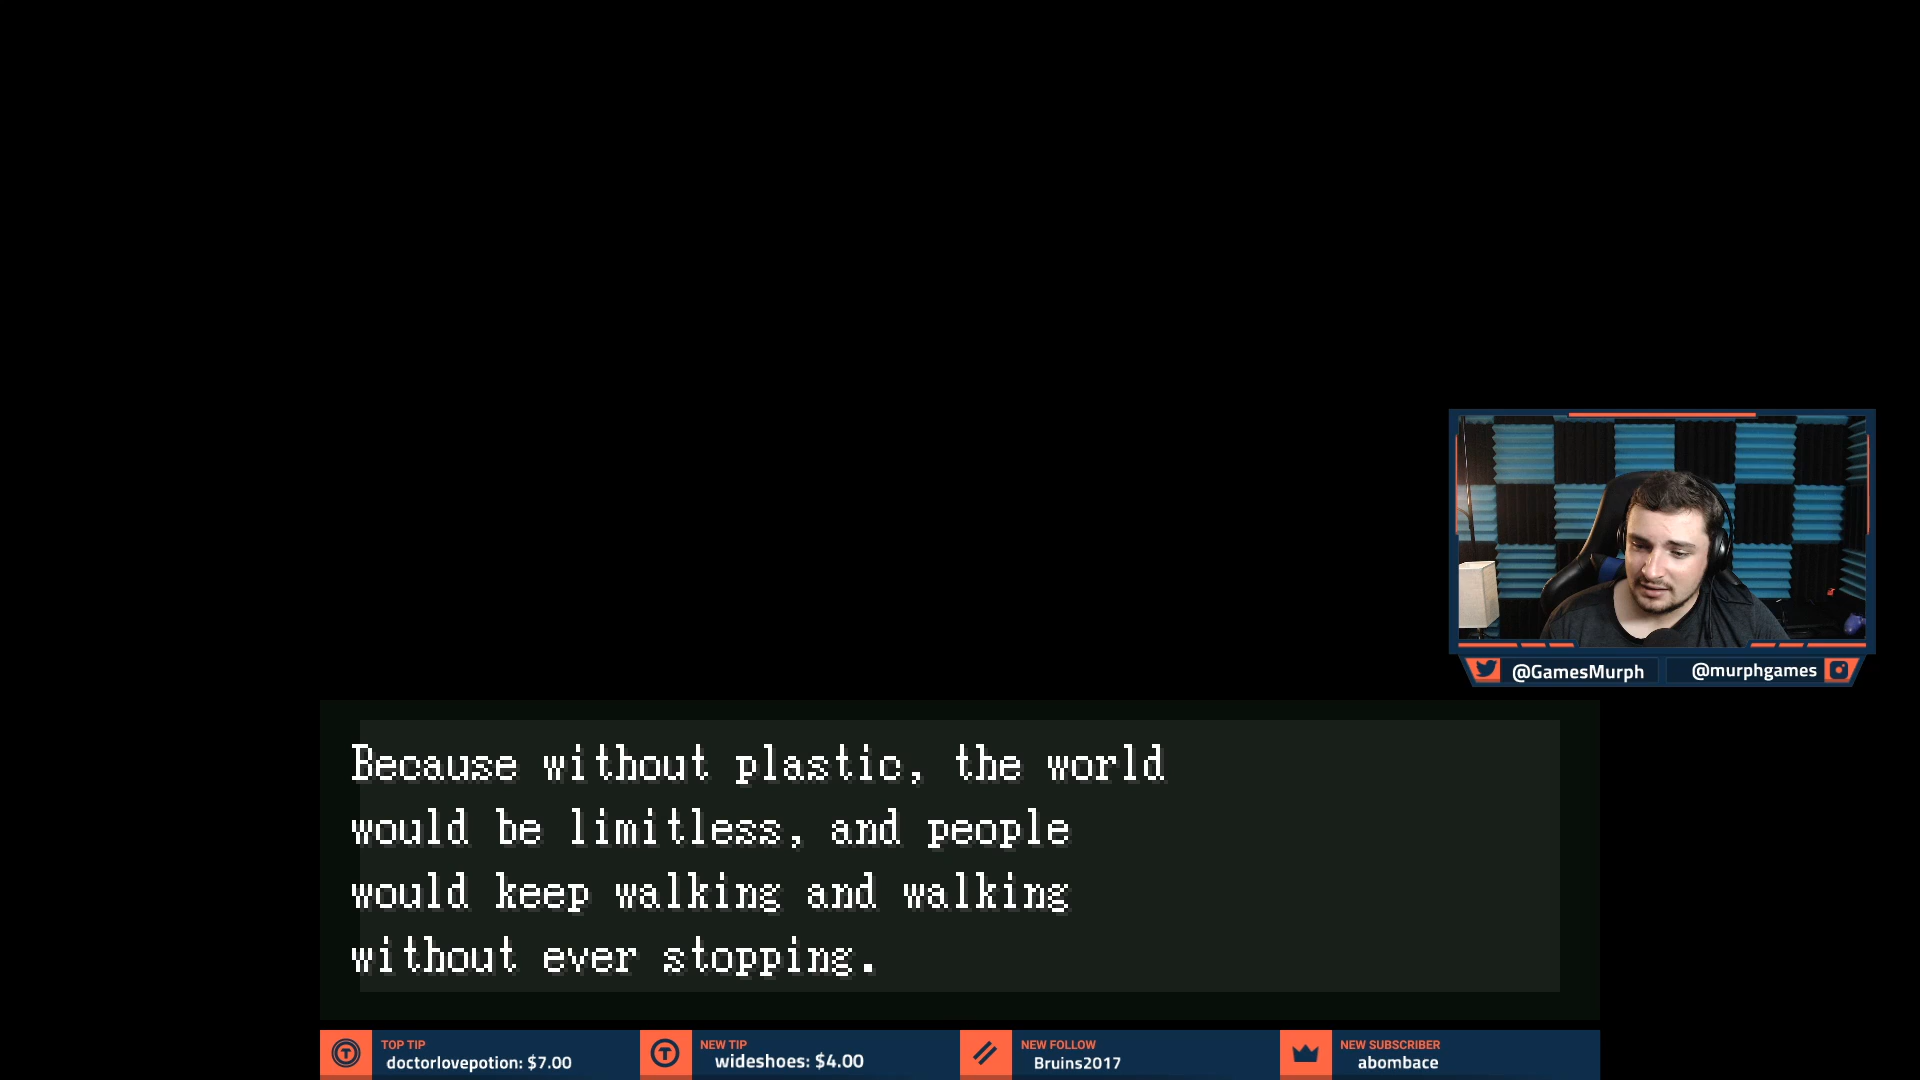 @GamesMurph
@murphgames
Because without plastic, the world
would be limitless, and people
would keep walking and walking
without ever stopping.
TOP TIP
doctorlovepotion: $7.00
NEW TIP
wideshoes: $4.00
NEW FOLLOW
Bruins2017
NEW SUBSCRIBER
abombace